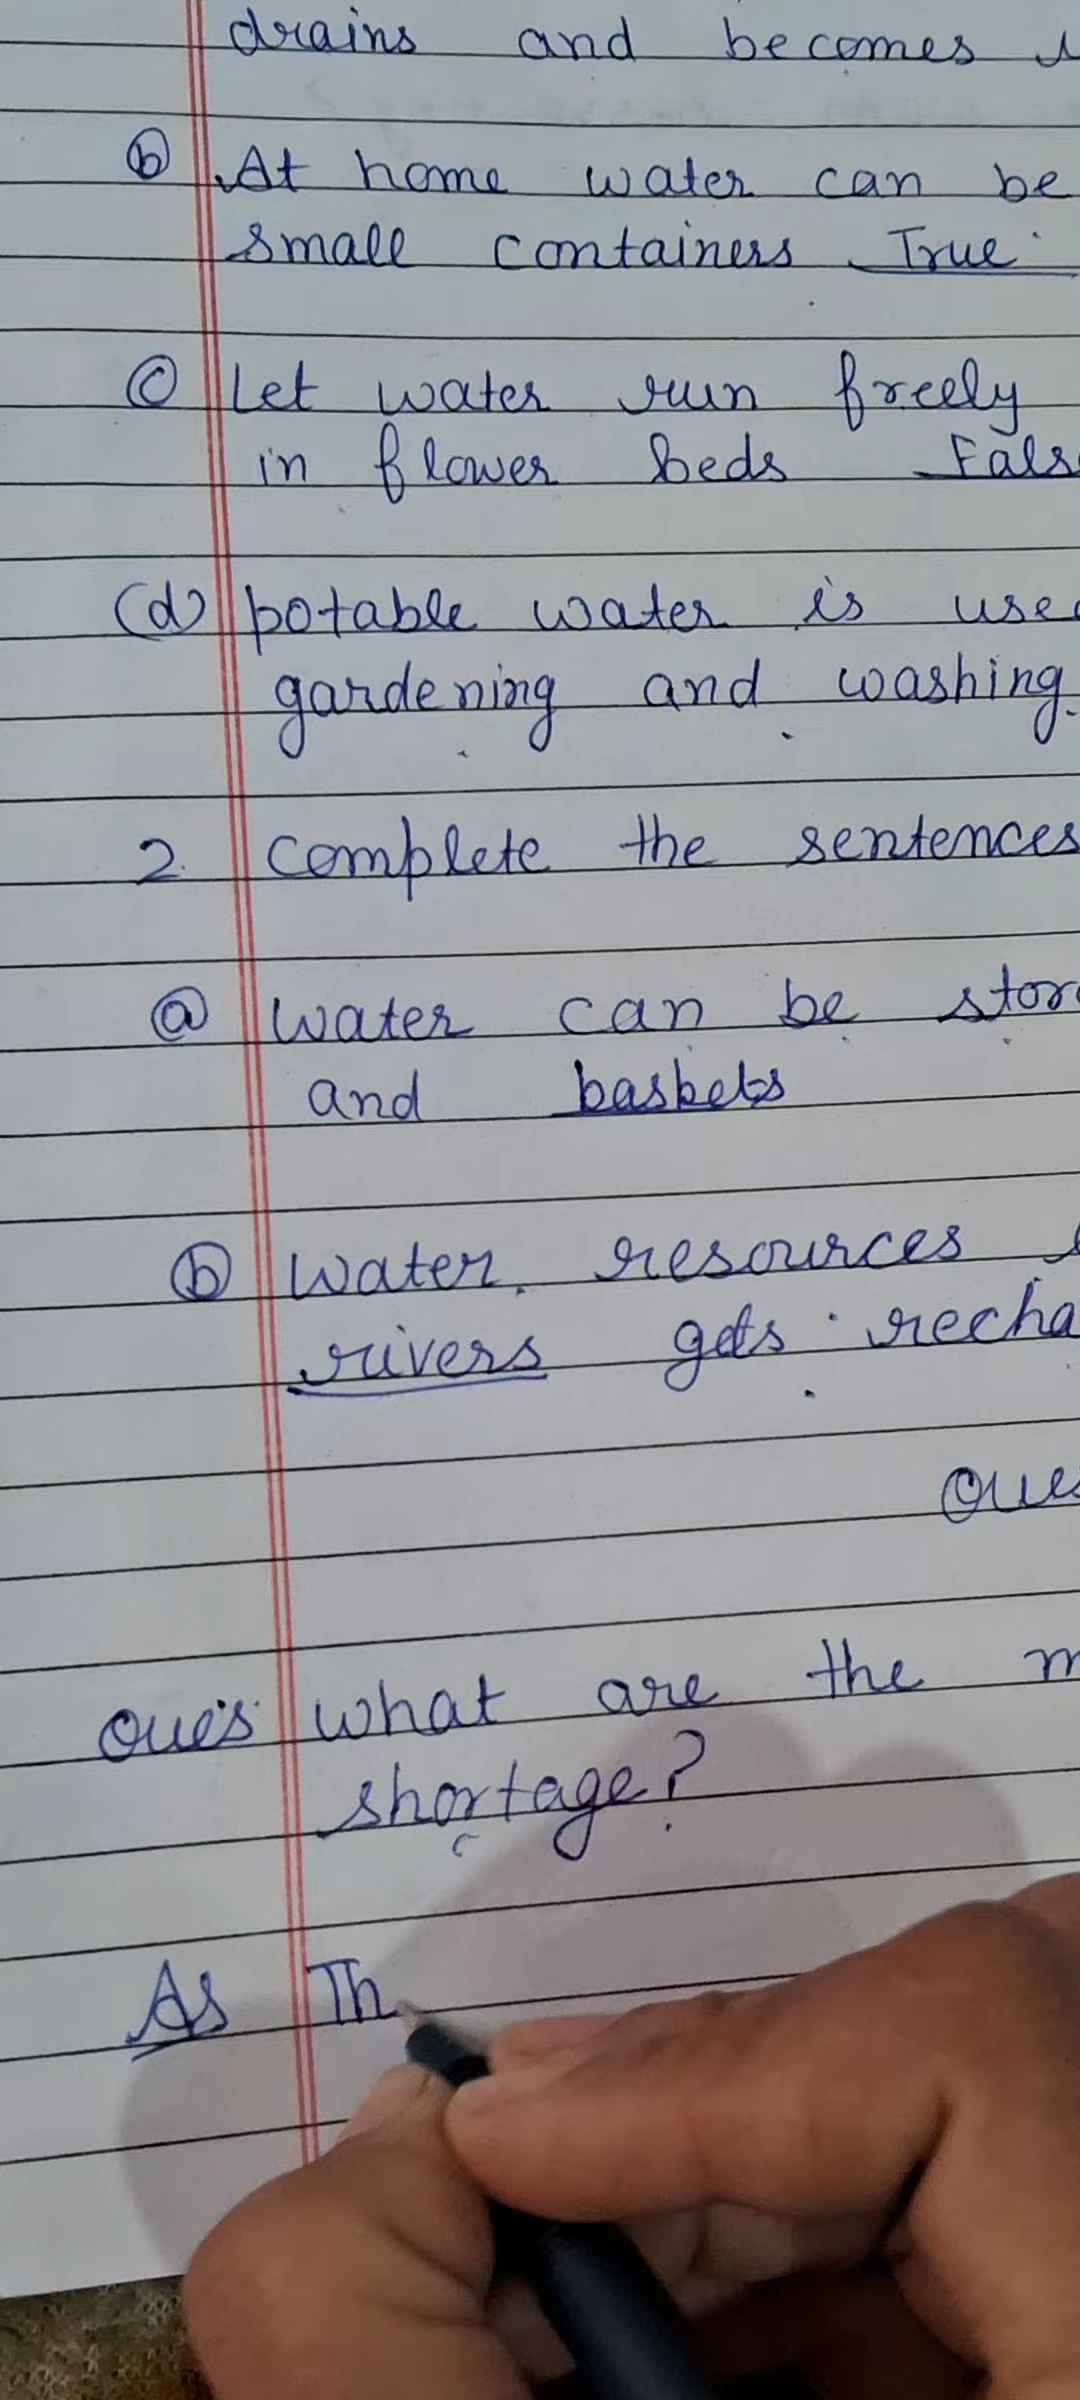 drains and becomes
ⓑ At home water can be
small containers True
ⓒ Let water run freely
in flower beds
(d) potable water is
gardening and washing
2. complete the sentences
ⓐ water can be
and baskets
ⓑ water resources
rivers gets
Oues what are the
shortage?
As Th